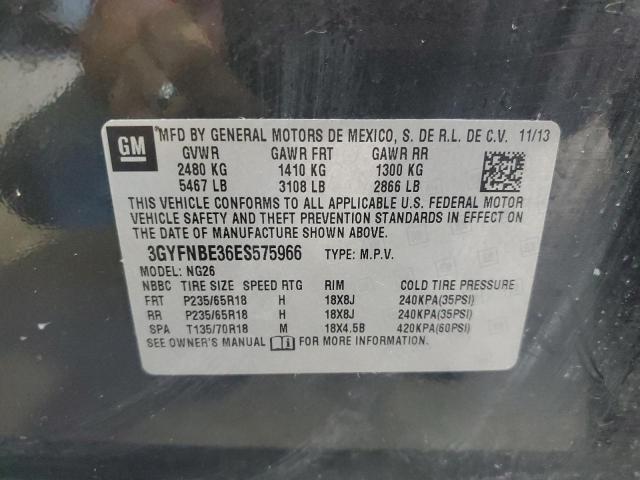 GM
MFD BY GENERAL MOTORS DE MEXICO, S. DE R.L. DE C.V. 11/13
GVWR GAWR FRT GAWR RR
2480 KG 1410 KG 1300 KG
5467 LB 3108 LB 2866 LB
THIS VEHICLE CONFORMS TO ALL APPLICABLE U.S. FEDERAL MOTOR
VEHICLE SAFETY AND THEFT PREVENTION STANDARDS IN EFFECT ON
THE DATE OF MANUFACTURE SHOWN ABOVE.
3GYFNBE36ES575966 TYPE: M.P.V.
MODEL: NG26
NBBC TIRE SIZE SPEED RTG RIM COLD TIRE PRESSURE
FRT P235/65R18 H 18X8J 240KPA(35PSI)
RR P235/65R18 H 18X8J 240KPA(35PSI)
SPA T135/70R18 M 18X4.5B 420KPA(60PSI)
SEE OWNER'S MANUAL FOR MORE INFORMATION.